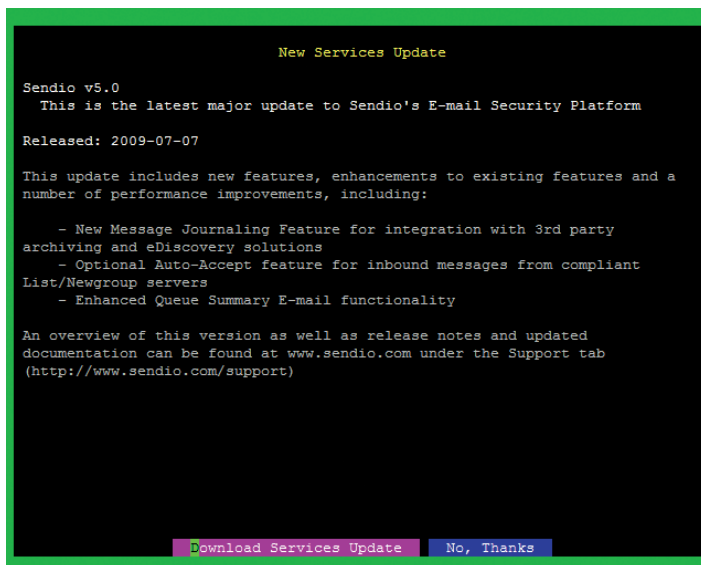 New Services Update
Sendio v5.0
This is the latest major update to Sendio's E-mail Security Platform
Released: 2009-07-07
This update includes new features, enhancements to existing features and a
number of performance improvements, including:
- New Message Journaling Feature for integration with 3rd party
archiving and eDiscovery solutions
- Optional Auto-Accept feature for inbound messages from compliant
List/Newgroup servers
- Enhanced Queue Summary E-mail functionality
An overview of this version as well as release notes and updated
documentation can be found at www.sendio.com under the Support tab
(http://www.sendio.com/support)
Download Services Update No, Thanks